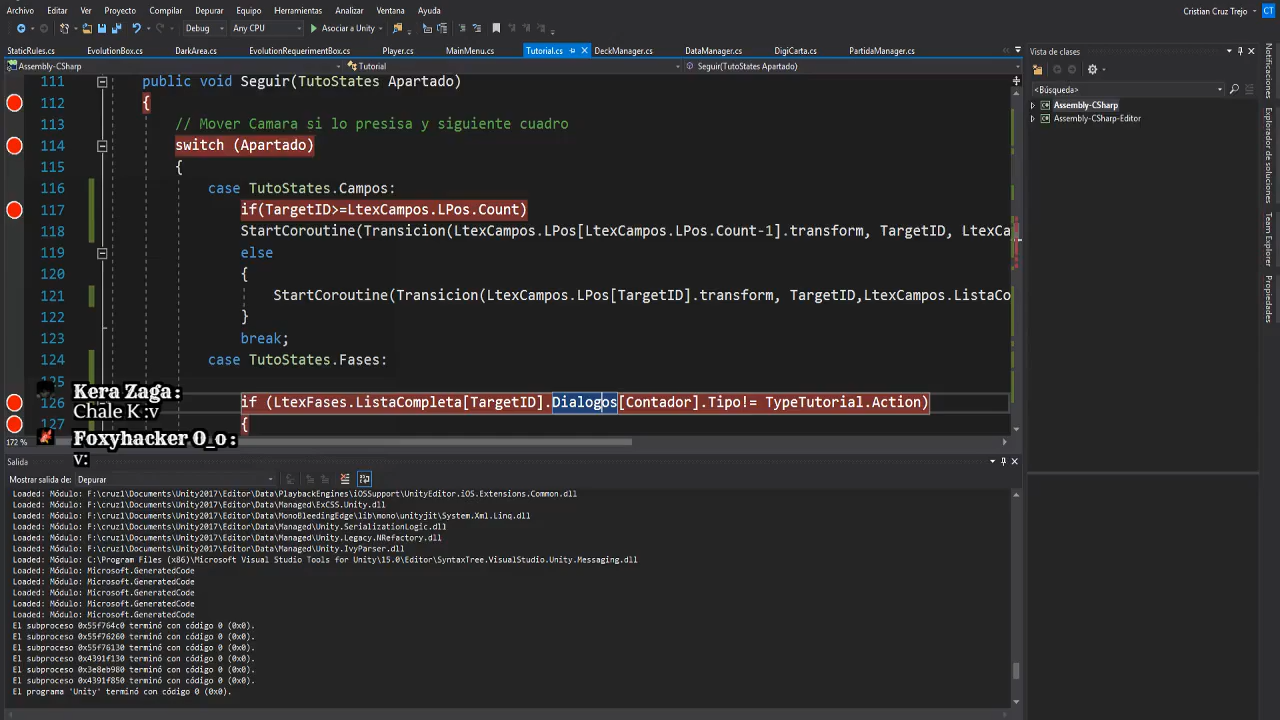 Archivo Editar Ver Proyecto Compilar Depurar Equipo Herramientas Analizar Ventana Ayuda Cristian Cruz Trejo CT
Debug Any CPU Asociar a Unity
StaticRules.cs EvolutionBox.cs DarkArea.cs EvolutionRequerimentBox.cs Player.cs MainMenu.cs Tutorial.cs DeckManager.cs DataManager.cs DigiCarta.cs PartidaManager.cs
Assembly-CSharp Tutorial Seguir(TutoStates Apartado)
111 public void Seguir(TutoStates Apartado)
112 {
113 // Mover Camara si lo presisa y siguiente cuadro
114 switch (Apartado)
115 {
116 case TutoStates.Campos:
117 if(TargetID>=LtexCampos.LPos.Count)
118 StartCoroutine(Transicion(LtexCampos.LPos[LtexCampos.LPos.Count-1].transform, TargetID, LtexCa
119 else
120 {
121 StartCoroutine(Transicion(LtexCampos.LPos[TargetID].transform, TargetID,LtexCampos.ListaCo
122 }
123 break;
124 case TutoStates.Fases:
125
126 if (LtexFases.ListaCompleta[TargetID].Dialogos[Contador].Tipo!= TypeTutorial.Action)
127 {
Kera Zaga :
Chale K :v
Foxyhacker O_o :
v:
172 %
Salida
Mostrar salida de: Depurar
Loaded: Módulo: F:\cruz1\Documents\Unity2017\Editor\Data\PlaybackEngines\iOSSupport\UnityEditor.iOS.Extensions.Common.dll
Loaded: Módulo: F:\cruz1\Documents\Unity2017\Editor\Data\Managed\ExCSS.Unity.dll
Loaded: Módulo: F:\cruz1\Documents\Unity2017\Editor\Data\MonoBleedingEdge\lib\mono\unityjit\System.Xml.Linq.dll
Loaded: Módulo: F:\cruz1\Documents\Unity2017\Editor\Data\Managed\Unity.SerializationLogic.dll
Loaded: Módulo: F:\cruz1\Documents\Unity2017\Editor\Data\Managed\Unity.Legacy.NRefactory.dll
Loaded: Módulo: F:\cruz1\Documents\Unity2017\Editor\Data\Managed\Unity.IvyParser.dll
Loaded: Módulo: C:\Program Files (x86)\Microsoft Visual Studio Tools for Unity\15.0\Editor\SyntaxTree.VisualStudio.Unity.Messaging.dll
Loaded: Módulo: Microsoft.GeneratedCode
Loaded: Módulo: Microsoft.GeneratedCode
Loaded: Módulo: Microsoft.GeneratedCode
Loaded: Módulo: Microsoft.GeneratedCode
Loaded: Módulo: Microsoft.GeneratedCode
El subproceso 0x55f764c0 terminó con código 0 (0x0).
El subproceso 0x55f76260 terminó con código 0 (0x0).
El subproceso 0x55f76130 terminó con código 0 (0x0).
El subproceso 0x4391f130 terminó con código 0 (0x0).
El subproceso 0x3e8eb980 terminó con código 0 (0x0).
El subproceso 0x4391f850 terminó con código 0 (0x0).
El programa 'Unity' terminó con código 0 (0x0).
Vista de clases
<Búsqueda>
Assembly-CSharp
Assembly-CSharp-Editor
Notificaciones
Explorador de soluciones
Team Explorer
Propiedades